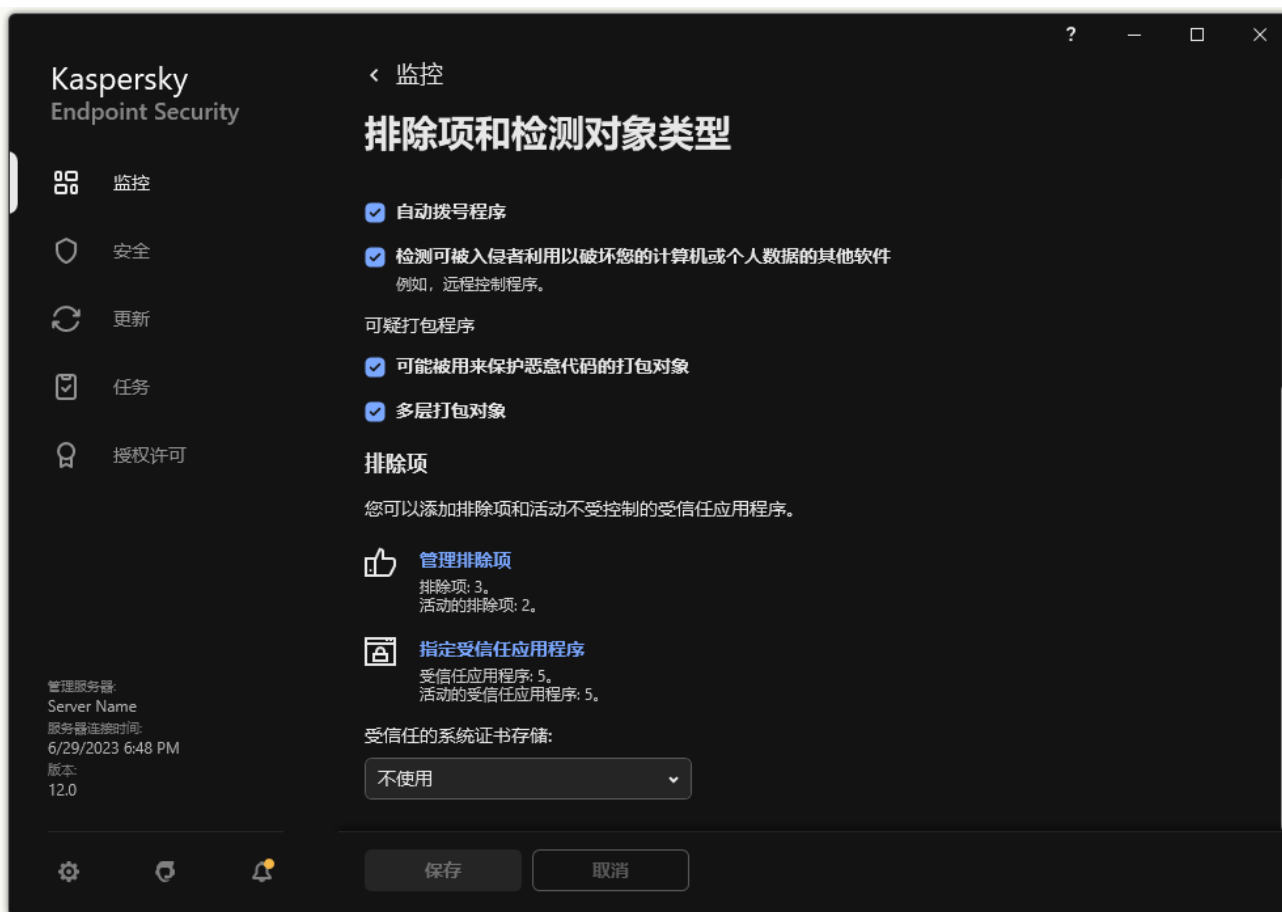 ?
Kaspersky
Endpoint Security
监控
安全
更新
任务
授权许可
管理服务器:
Server Name
服务器连接时间:
6/29/2023 6:48 PM
版本:
12.0
监控
排除项和检测对象类型
自动拨号程序
检测可被入侵者利用以破坏您的计算机或个人数据的其他软件
例如，远程控制程序。
可疑打包程序
可能被用来保护恶意代码的打包对象
多层打包对象
排除项
您可以添加排除项和活动不受控制的受信任应用程序。
管理排除项
排除项: 3。
活动的排除项: 2。
指定受信任应用程序
受信任应用程序: 5。
活动的受信任应用程序: 5。
受信任的系统证书存储:
不使用
保存
取消